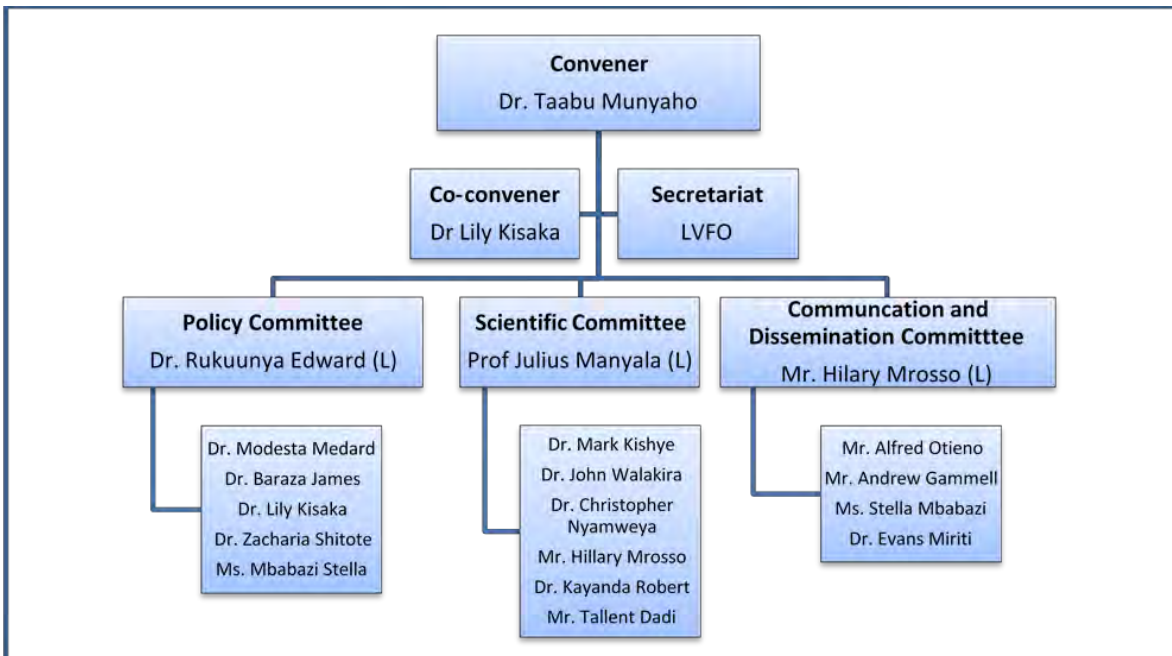 Convener
Dr. Taabu Munyaho
Co-convener
Dr Lily Kisaka
Secretariat
LVFO
Policy Committee
Dr. Rukuunya Edward (L)
Scientific Committee
Prof Julius Manyala (L)
Communcation and
Dissemination Committtee
Mr. Hilary Mrosso (L)
Dr. Modesta Medard
Dr. Baraza James
Dr. Lily Kisaka
Dr. Zacharia Shitote
Ms. Mbabazi Stella
Dr. Mark Kishye
Dr. John Walakira
Dr. Christopher
Nyamweya
Mr. Hillary Mrosso
Dr. Kayanda Robert
Mr. Tallent Dadi
Mr. Alfred Otieno
Mr. Andrew Gammell
Ms. Stella Mbabazi
Dr. Evans Miriti